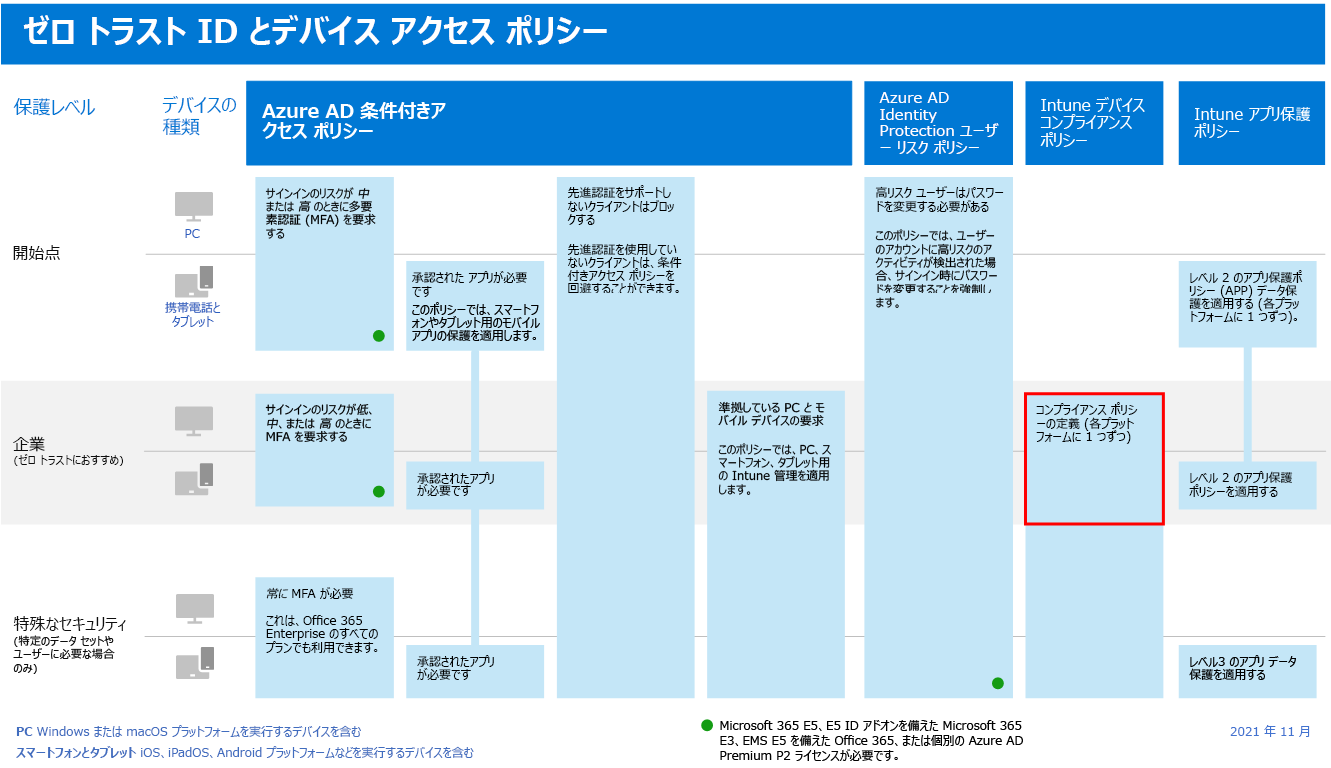 ゼロ トラスト ID とデバイス アクセス ポリシー
保護レベル
デバイスの
種類
Azure AD 条件付きア
クセス ポリシー
Azure AD
Identity
Protection ユーザ
ー リスク ポリシー
Intune デバイス
コンプライアンス
ポリシー
Intune アプリ保護
ポリシー
開始点
PC
携帯電話と
タブレット
サインインのリスクが 中
または 高 のときに多要
素認証 (MFA) を要求
する
承認された アプリが必要
です
このポリシーでは、スマートフ
ォンやタブレット用のモバイル
アプリの保護を適用します。
先進認証をサポートし
ないクライアントはブロッ
クする
先進認証を使用してい
ないクライアントは、条件
付きアクセス ポリシーを
回避することができます。
高リスク ユーザーはパスワー
ドを変更する必要がある
このポリシーでは、ユーザー
のアカウントに高リスクのア
クティビティが検出された場
合、サインイン時にパスワー
ドを変更することを強制し
ます。
レベル 2 のアプリ保護ポ
リシー (APP) データ保
護を適用する (各プラッ
トフォームに 1 つずつ)。
企業
(ゼロ トラストにおすすめ)
サインインのリスクが低、
中、または 高 のときに
MFA を要求する
承認されたアプリ
が必要です
準拠している PC とモ
バイル デバイスの要求
このポリシーでは、PC、ス
マートフォン、タブレット用
の Intune 管理を適用
します。
コンプライアンス ポリシ
ーの定義 (各プラット
フォームに 1 つずつ)
レベル 2 のアプリ保護
ポリシーを適用する
特殊なセキュリティ
(特定のデータ セットや
ユーザーに必要な場合
のみ)
常に MFA が必要
これは、Office 365
Enterprise のすべての
プランでも利用できます。
承認されたアプリ
が必要です
レベル3 のアプリ データ
保護を適用する
PC Windows または macOS プラットフォームを実行するデバイスを含む
スマートフォンとタブレット iOS、iPadOS、Android プラットフォームなどを実行するデバイスを含む
Microsoft 365 E5、E5 ID アドオンを備えた Microsoft 365
E3、EMS E5 を備えた Office 365、または個別の Azure AD
Premium P2 ライセンスが必要です。
2021 年 11 月